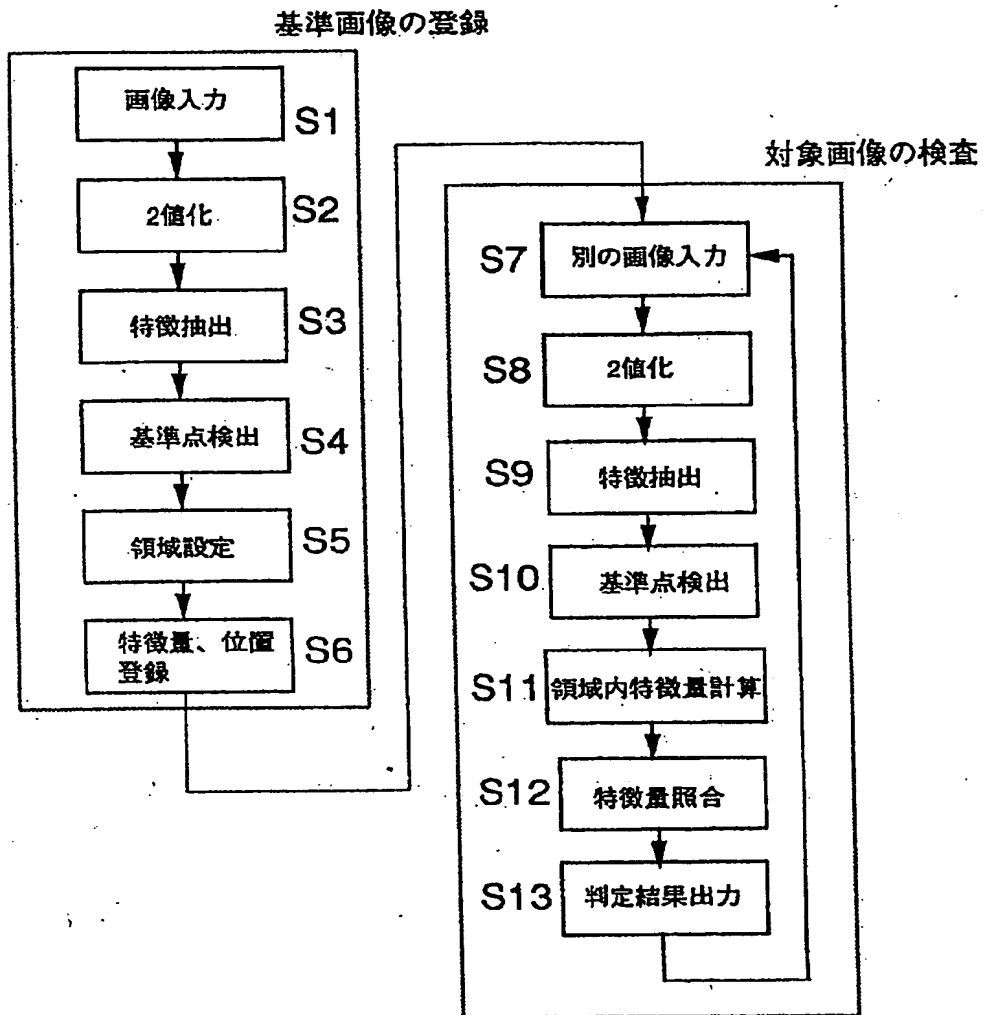 基準画像の登録
画像入力
S1
2値化
S2
特徴抽出
S3
基準点検出
S4
領域設定
S5
特徴量、位置
登録
S6
対象画像の検査
S7
別の画像入力
S8
2値化
S9
特徴抽出
S10
基準点検出
S11
領域内特徴量計算
S12
特徴量照合
S13
判定結果出力